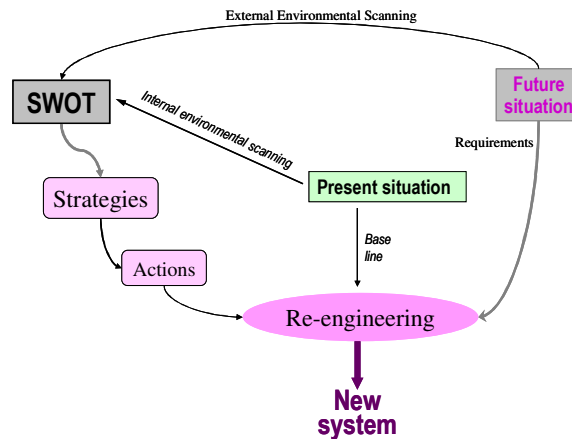 External Environmental Scanning
SWOT
Future
situation
Internal environmental scanning
Requirements
Present situation
Strategies
Base
line
Actions
Re-engineering
New
system